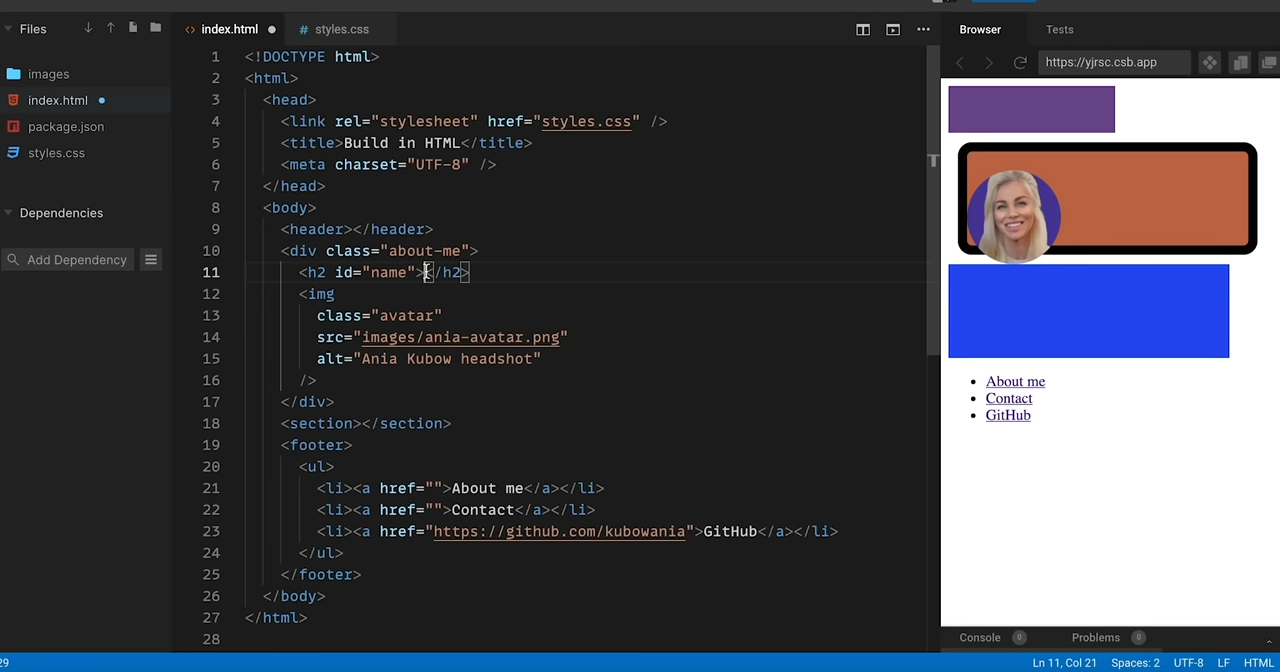 Files
index.html
# styles.css
Browser
Tests
https://yjrsc.csb.app
images
index.html
package.json
styles.css
Dependencies
Add Dependency
1 <!DOCTYPE html>
2 <html>
3 <head>
4 <link rel="stylesheet" href="styles.css" />
5 <title>Build in HTML</title>
6 <meta charset="UTF-8" />
7 </head>
8 <body>
9 <header></header>
10 <div class="about-me">
11 <h2 id="name"></h2>
12 <img
13 class="avatar"
14 src="images/ania-avatar.png"
15 alt="Ania Kubow headshot"
16 />
17 </div>
18 <section></section>
19 <footer>
20 <ul>
21 <li><a href="">About me</a></li>
22 <li><a href="">Contact</a></li>
23 <li><a href="https://github.com/kubowania">GitHub</a></li>
24 </ul>
25 </footer>
26 </body>
27 </html>
28
About me
Contact
GitHub
Console 0
Problems 0
29
Ln 11, Col 21
Spaces: 2
UTF-8
LF
HTML